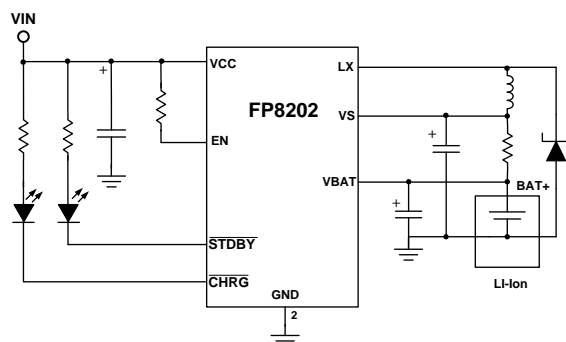 VIN
VCC
LX
FP8202
VS
EN
VBAT
BAT+
STDBY
CHRG
GND
LI-Ion
2
+
+
+